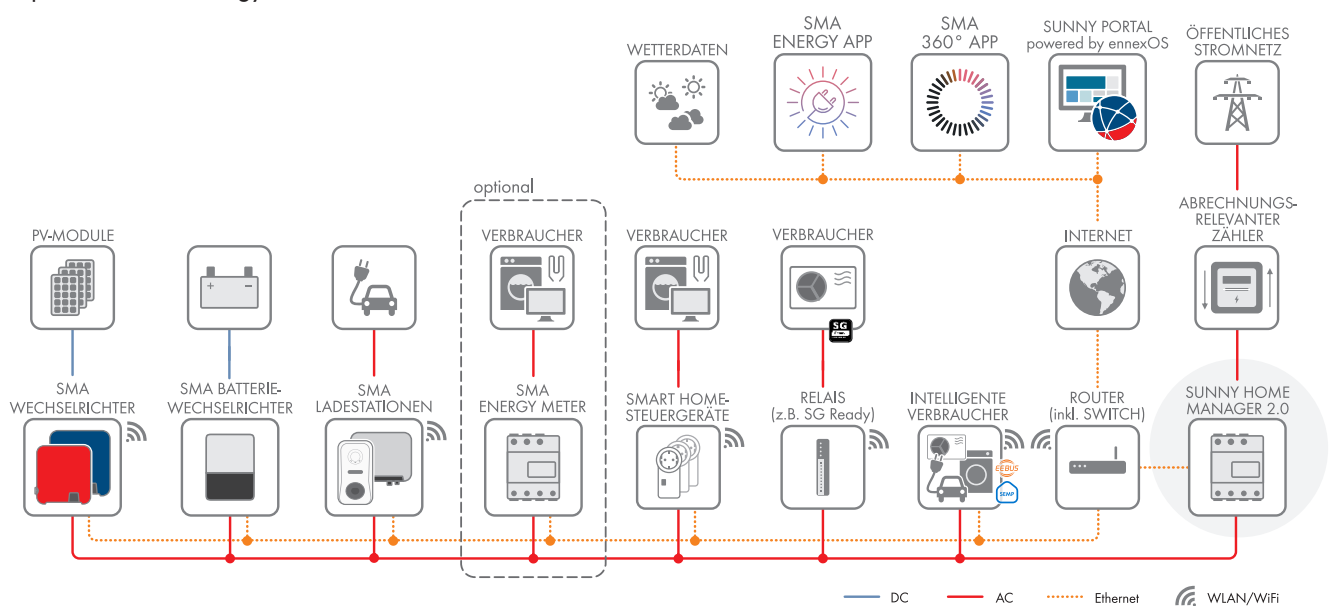 WETTERDATEN
SMA
ENERGY APP
SMA
360° APP
SUNNY PORTAL
powered by ennexOS
ÖFFENTLICHES
STROMNETZ
optional
PV-MODULE
VERBRAUCHER
VERBRAUCHER
VERBRAUCHER
INTERNET
ABRECHNUNGS-
RELEVANTER
ZÄHLER
SG
SMA
WECHSELRICHTER
SMA BATTERIE-
WECHSELRICHTER
SMA
LADESTATIONEN
SMA
ENERGY METER
SMART HOME-
STEUERGERÄTE
RELAIS
(z.B. SG Ready)
INTELLIGENTE
VERBRAUCHER
ROUTER
(inkl. SWITCH)
SUNNY HOME
MANAGER 2.0
EEBUS
SEMP
DC
AC
Ethernet
WLAN/WiFi